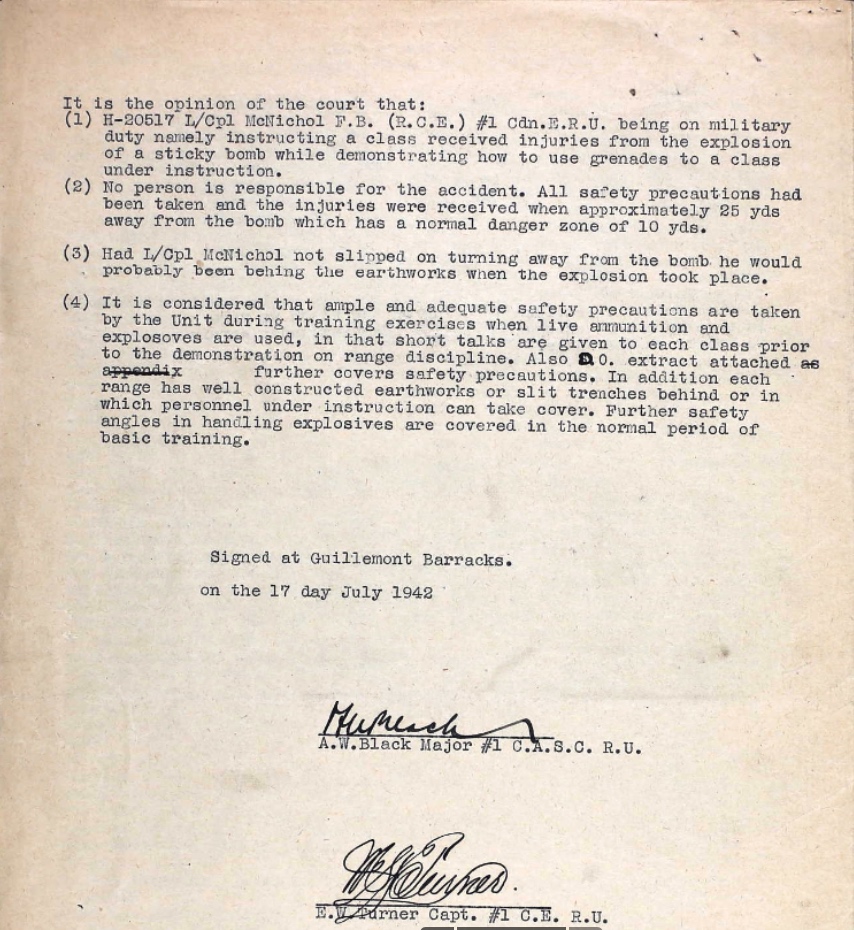 It is the opinion of the court that:
(1) H-20517 L/Cpl McNichol F.B. (R.C.E.) #1 Cdn.E.R.U. being on military
duty namely instructing a class received injuries from the explosion
of a sticky bomb while demonstrating how to use grenades to a class
under instruction.
(2) No person is responsible for the accident. All safety precautions had
been taken and the injuries were received when approximately 25 yds
away from the bomb which has a normal danger zone of 10 yds.
(3) Had L/Cpl McNichol not slipped on turning away from the bomb he would
probably been behing the earthworks when the explosion took place.
(4) It is considered that ample and adequate safety precautions are taken
by the Unit during training exercises when live ammunition and
explosoves are used, in that short talks are given to each class prior
to the demonstration on range discipline. Also O. extract attached as
appendix further covers safety precautions. In addition each
range has well constructed earthworks or slit trenches behind or in
which personnel under instruction can take cover. Further safety
angles in handling explosives are covered in the normal period of
basic training.
Signed at Guillemont Barracks.
on the 17 day July 1942
A.W.Black Major #1 C.A.S.C. R.U.
E.W.Turner Capt. #1 C.E. R.U.